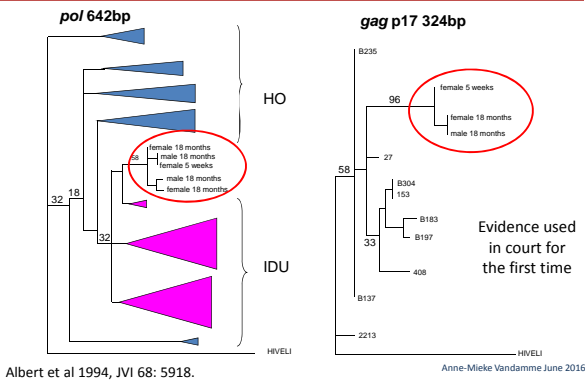 pol 642bp
HO
58
female 18 months
male 18 months
female 5 weeks
male 18 months
female 18 months
18
32
32
IDU
HIVELI
gag p17 324bp
B235
96
female 5 weeks
female 18 months
male 18 months
58
27
B304
153
B183
B197
33
408
B137
2213
HIVELI
Evidence used
in court for
the first time
Albert et al 1994, JVI 68: 5918.
Anne-Mieke Vandamme June 2016